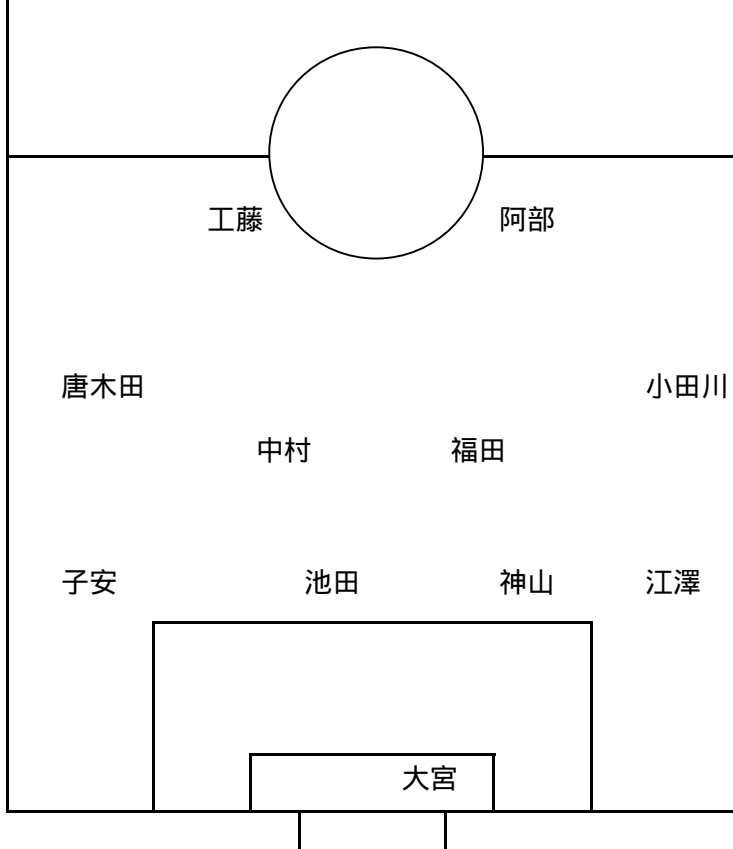 工藤 阿部
唐木田 小田川
中村 福田
子安 池田 神山 江澤
大宮